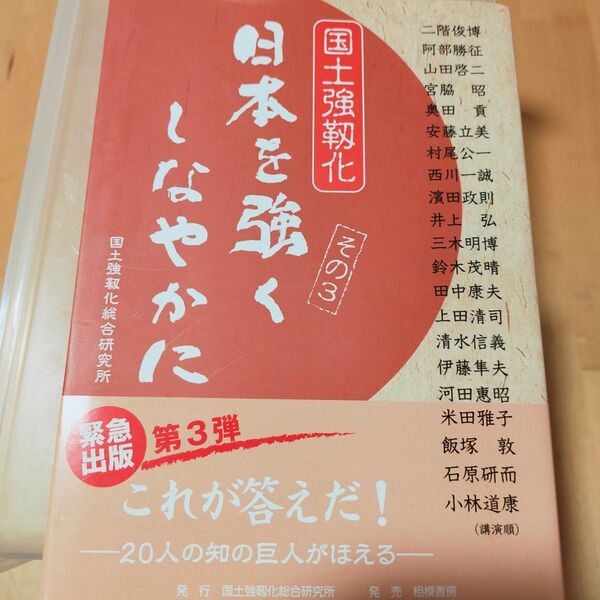 国土強靱化
日本を強く
しなやかに
その3
国土強靱化総合研究所
二階俊博
阿部勝征
山田啓二
宮脇 昭
奥田 貢
安藤立美
村尾公一
西川一誠
濱田政則
井上 弘
三木明博
鈴木茂晴
田中康夫
上田清司
清水信義
伊藤隼夫
河田惠昭
米田雅子
飯塚 敦
石原研而
小林道康
(講演順)
緊急
出版
第3弾
これが答えだ!
―20人の知の巨人がほえる―
発 行 国土強靱化総合研究所 発 売 相模書房